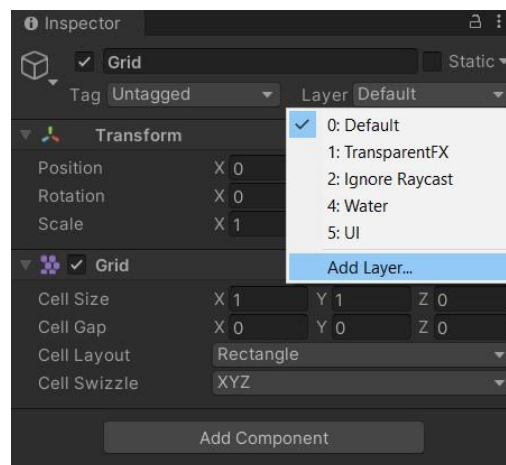 Inspector
Grid Static
Tag Untagged Layer Default
0: Default
1: TransparentFX
2: Ignore Raycast
4: Water
5: UI
Add Layer...
Transform
Position X 0
Rotation X 0
Scale X 1
Grid
Cell Size X 1 Y 1 Z 0
Cell Gap X 0 Y 0 Z 0
Cell Layout Rectangle
Cell Swizzle XYZ
Add Component